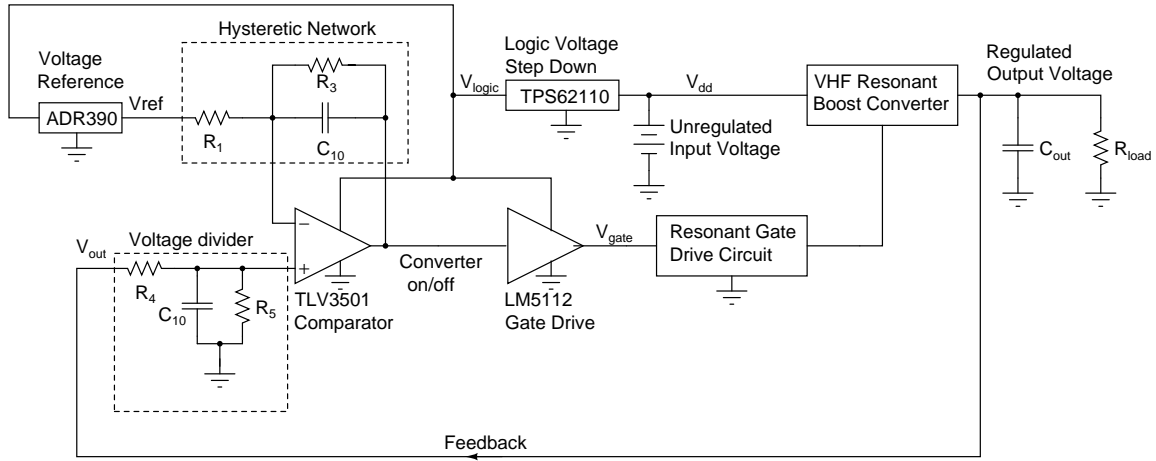 Hysteretic Network
Voltage
Reference
ADR390
Vref
R1
R3
C10
Vlogic
Logic Voltage
Step Down
TPS62110
Vdd
Unregulated
Input Voltage
VHF Resonant
Boost Converter
Regulated
Output Voltage
Cout
Rload
Vout
Voltage divider
R4
C10
R5
−
+
TLV3501
Comparator
Converter
on/off
LM5112
Gate Drive
Vgate
Resonant Gate
Drive Circuit
Feedback